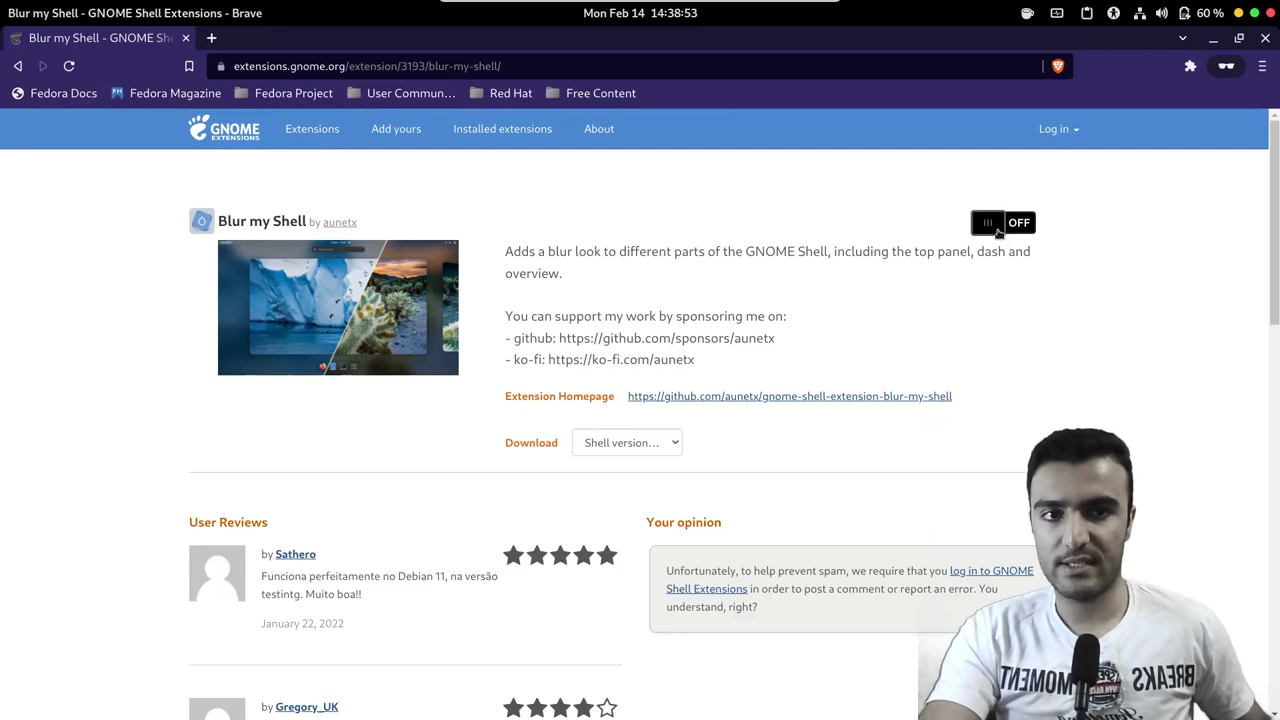 Blur my Shell - GNOME Shell Extensions - Brave
Mon Feb 14 14:38:53
60 %
Blur my Shell - GNOME She
extensions.gnome.org/extension/3193/blur-my-shell/
Fedora Docs
Fedora Magazine
Fedora Project
User Commun...
Red Hat
Free Content
GNOME
EXTENSIONS
Extensions
Add yours
Installed extensions
About
Log in
Blur my Shell by aunetx
OFF
Adds a blur look to different parts of the GNOME Shell, including the top panel, dash and
overview.
You can support my work by sponsoring me on:
- github: https://github.com/sponsors/aunetx
- ko-fi: https://ko-fi.com/aunetx
Extension Homepage https://github.com/aunetx/gnome-shell-extension-blur-my-shell
Download Shell version...
User Reviews
by Sathero
Funciona perfeitamente no Debian 11, na versão
testintg. Muito boa!!
January 22, 2022
by Gregory_UK
Your opinion
Unfortunately, to help prevent spam, we require that you log in to GNOME
Shell Extensions in order to post a comment or report an error. You
understand, right?
BREAKS
MOMENT